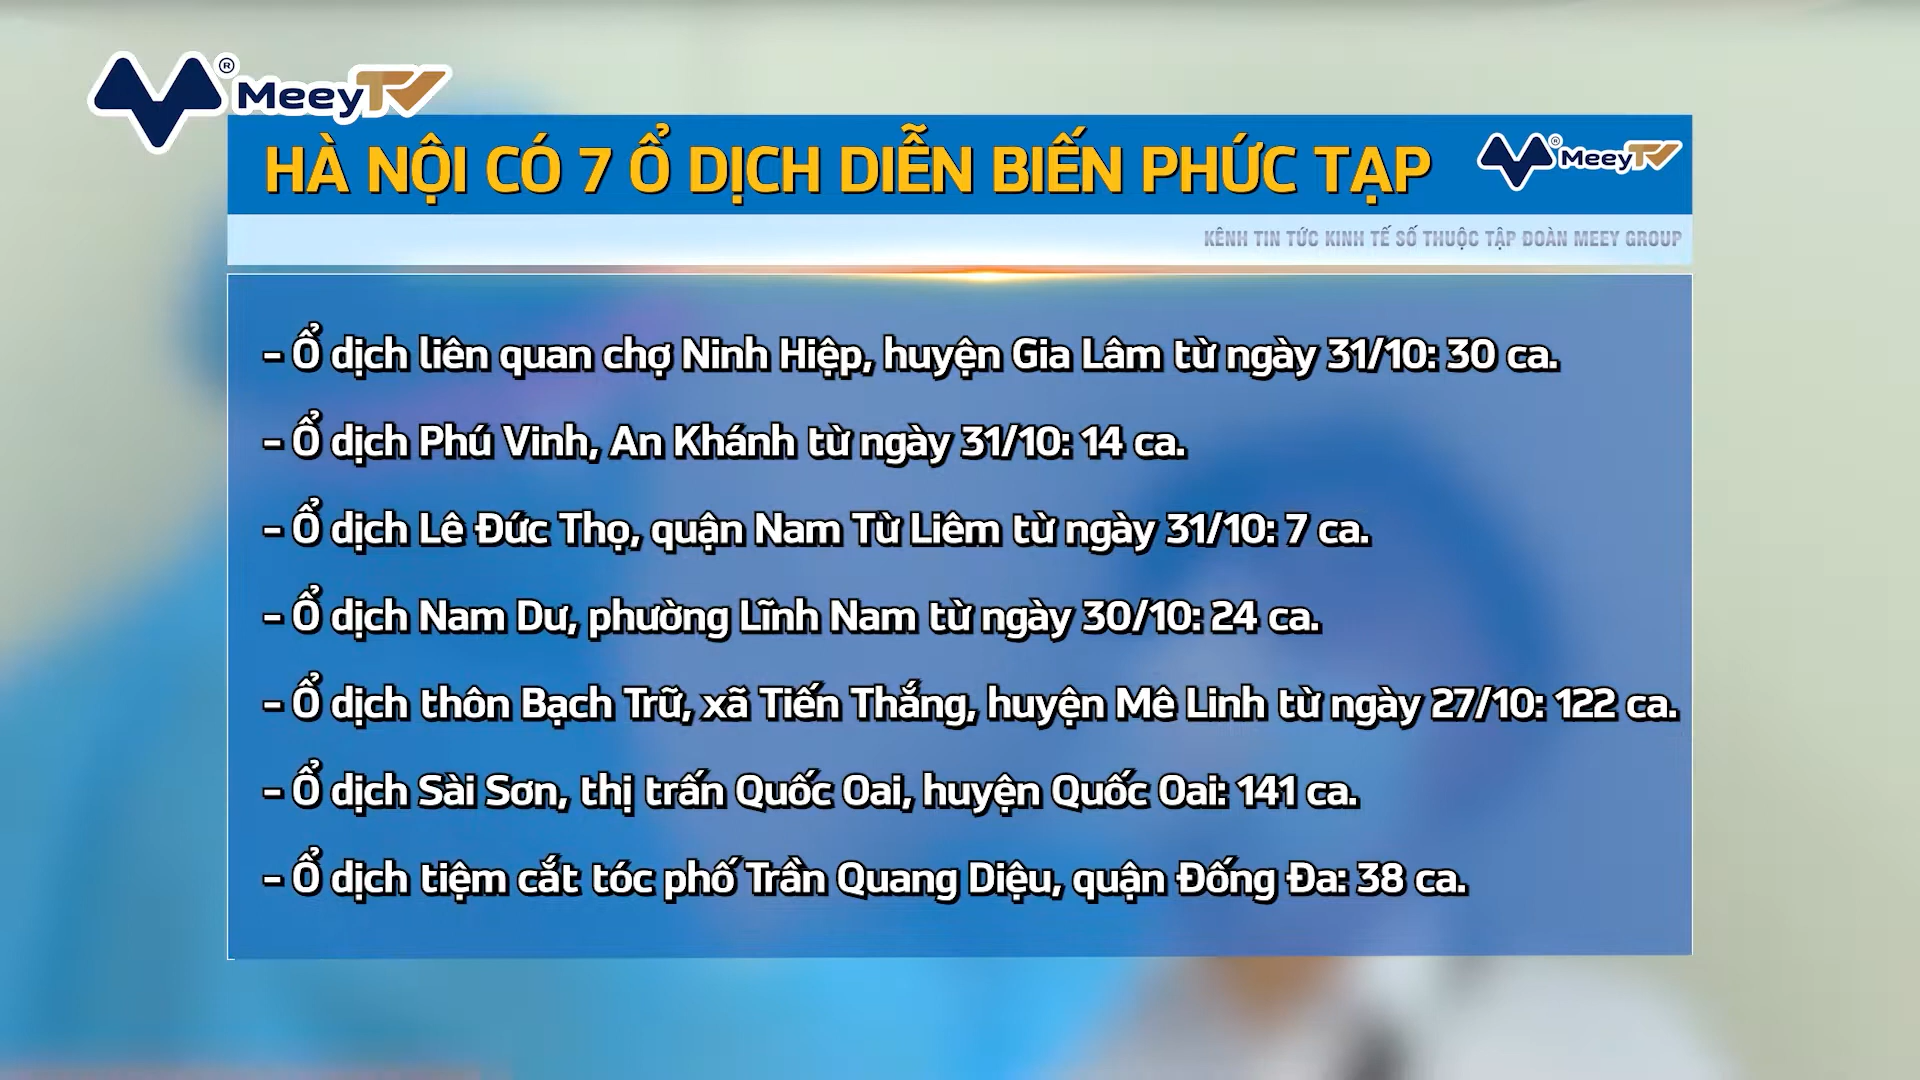 MeeyTV
HÀ NỘI CÓ 7 Ổ DỊCH DIỄN BIẾN PHỨC TẠP
MeeyTV
KÊNH TIN TỨC KINH TẾ SỐ THUỘC TẬP ĐOÀN MEEY GROUP
- Ổ dịch liên quan chợ Ninh Hiệp, huyện Gia Lâm từ ngày 31/10: 30 ca.
- Ổ dịch Phú Vinh, An Khánh từ ngày 31/10: 14 ca.
- Ổ dịch Lê Đức Thọ, quận Nam Từ Liêm từ ngày 31/10: 7 ca.
- Ổ dịch Nam Dư, phường Lĩnh Nam từ ngày 30/10: 24 ca.
- Ổ dịch thôn Bạch Trữ, xã Tiến Thắng, huyện Mê Linh từ ngày 27/10: 122 ca.
- Ổ dịch Sài Sơn, thị trấn Quốc Oai, huyện Quốc Oai: 141 ca.
- Ổ dịch tiệm cắt tóc phố Trần Quang Diệu, quận Đống Đa: 38 ca.